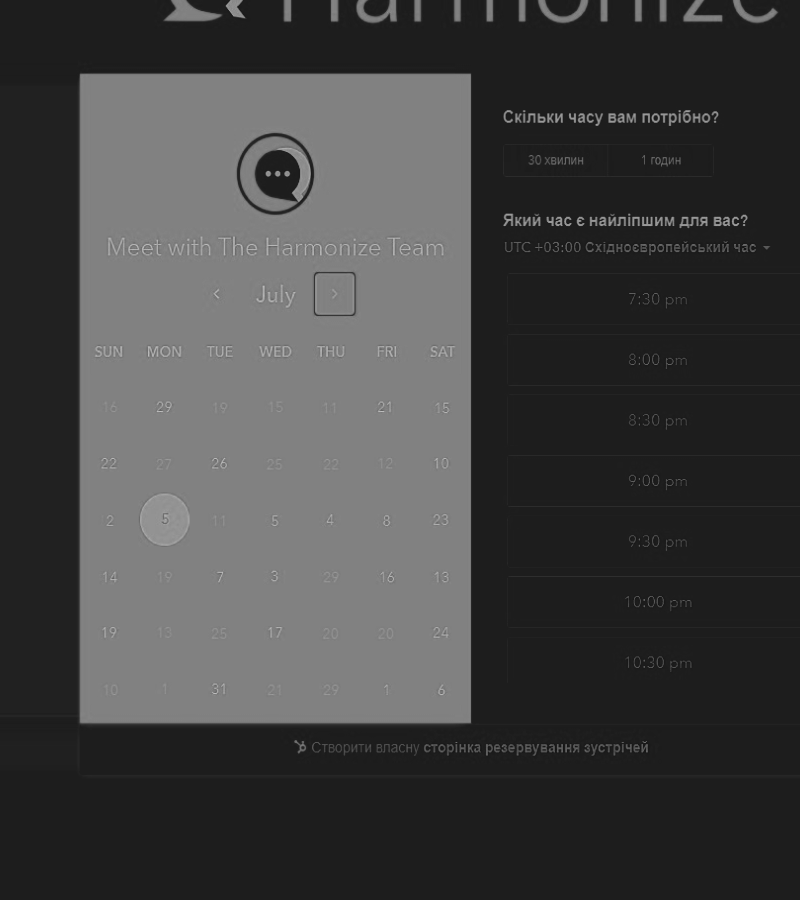 Harmonize
Meet with The Harmonize Team
July
SUN MON TUE WED THU FRI SAT
16 29 19 15 11 21 15
22 27 26 25 22 12 10
2 5 11 5 4 8 23
14 19 7 3 29 16 13
19 13 25 17 20 20 24
10 1 31 21 29 1 6
Скільки часу вам потрібно?
30 хвилин 1 годин
Який час є найліпшим для вас?
UTC +03:00 Східноєвропейський час
7:30 pm
8:00 pm
8:30 pm
9:00 pm
9:30 pm
10:00 pm
10:30 pm
Створити власну сторінка резервування зустрічей